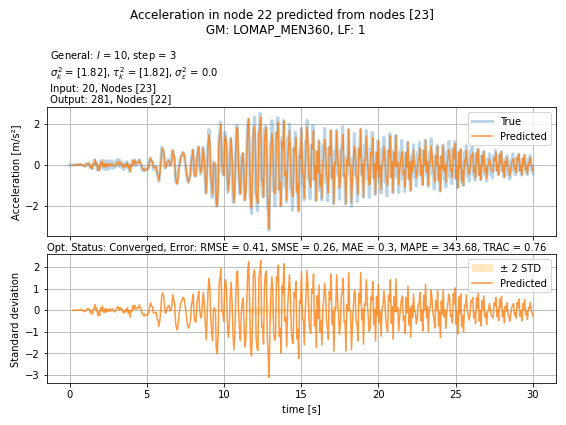 Acceleration in node 22 predicted from nodes [23]
GM: LOMAP_MEN360, LF: 1
General: l = 10, step = 3
σ²ₖ = [1.82], τ²ₖ = [1.82], σ²ε = 0.0
Input: 20, Nodes [23]
Output: 281, Nodes [22]
Acceleration [m/s²]
2
0
−2
True
Predicted
Opt. Status: Converged, Error: RMSE = 0.41, SMSE = 0.26, MAE = 0.3, MAPE = 343.68, TRAC = 0.76
Standard deviation
2
1
0
−1
−2
−3
± 2 STD
Predicted
0 5 10 15 20 25 30
time [s]